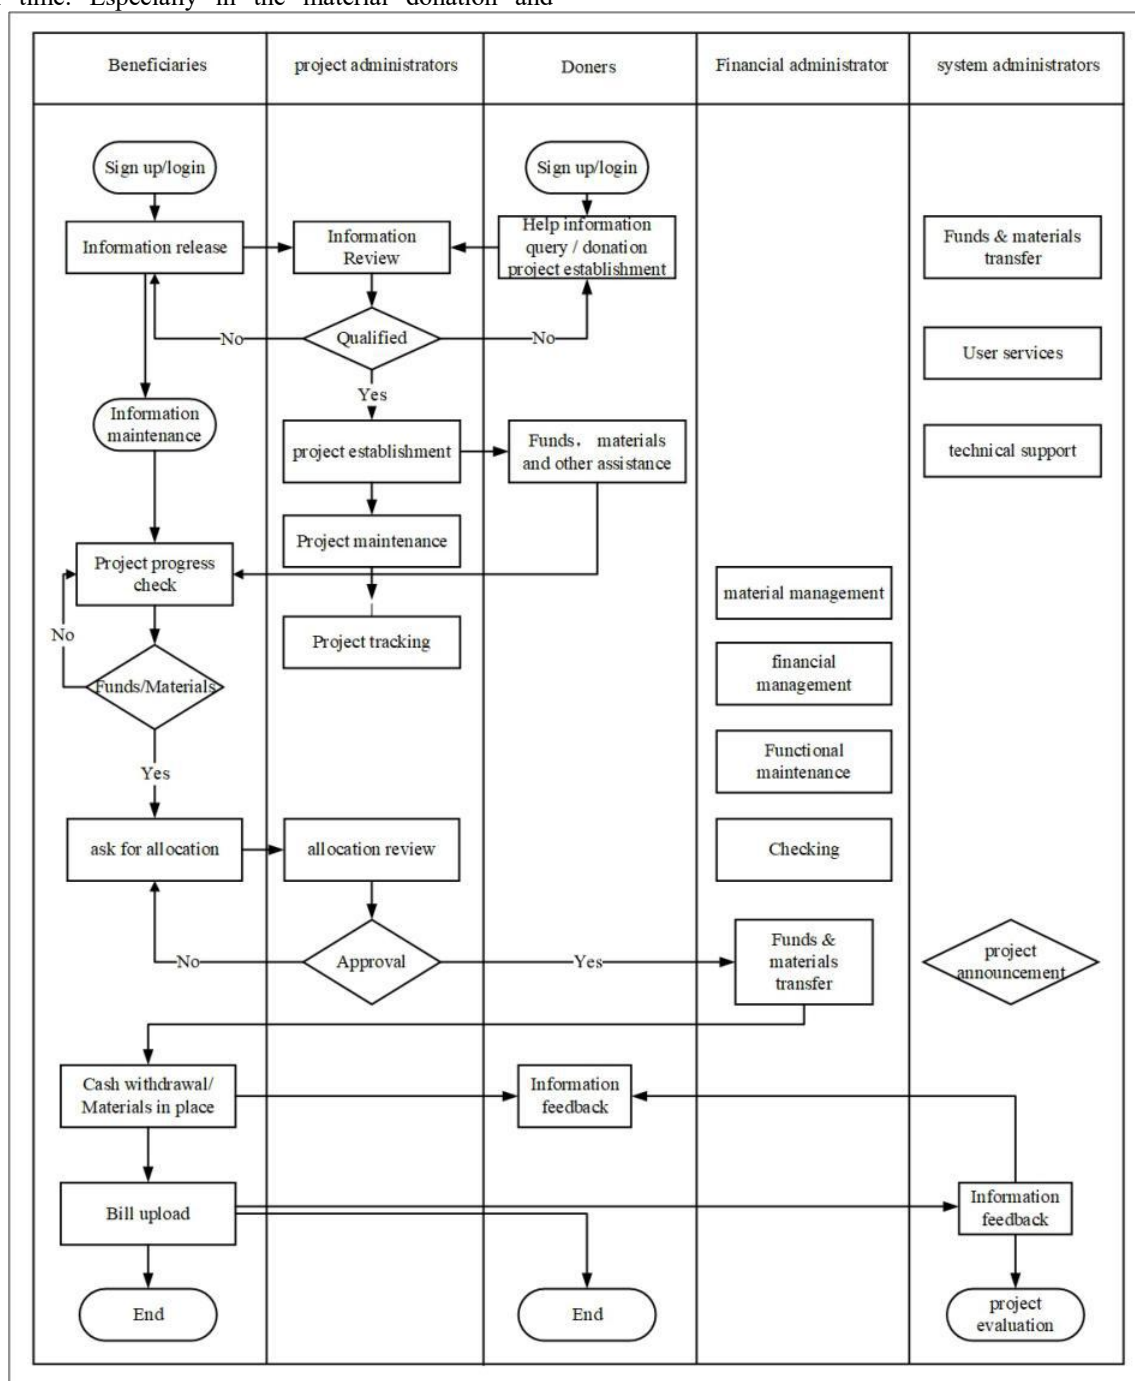 time. Especially in the material donation and
Beneficiaries
project administrators
Doners
Financial administrator
system administrators
Sign up/login
Sign up/login
Information release
Information
Review
Help information
query / donation
project establishment
Funds & materials
transfer
No
Qualified
No
User services
Yes
Information
maintenance
project establishment
Funds， materials
and other assistance
technical support
Project maintenance
Project progress
check
material management
No
Project tracking
Funds/Materials
financial
management
Yes
Functional
maintenance
ask for allocation
allocation review
Checking
No
Approval
Yes
Funds &
materials
transfer
project
announcement
Cash withdrawal/
Materials in place
Information
feedback
Bill upload
Information
feedback
End
End
project
evaluation